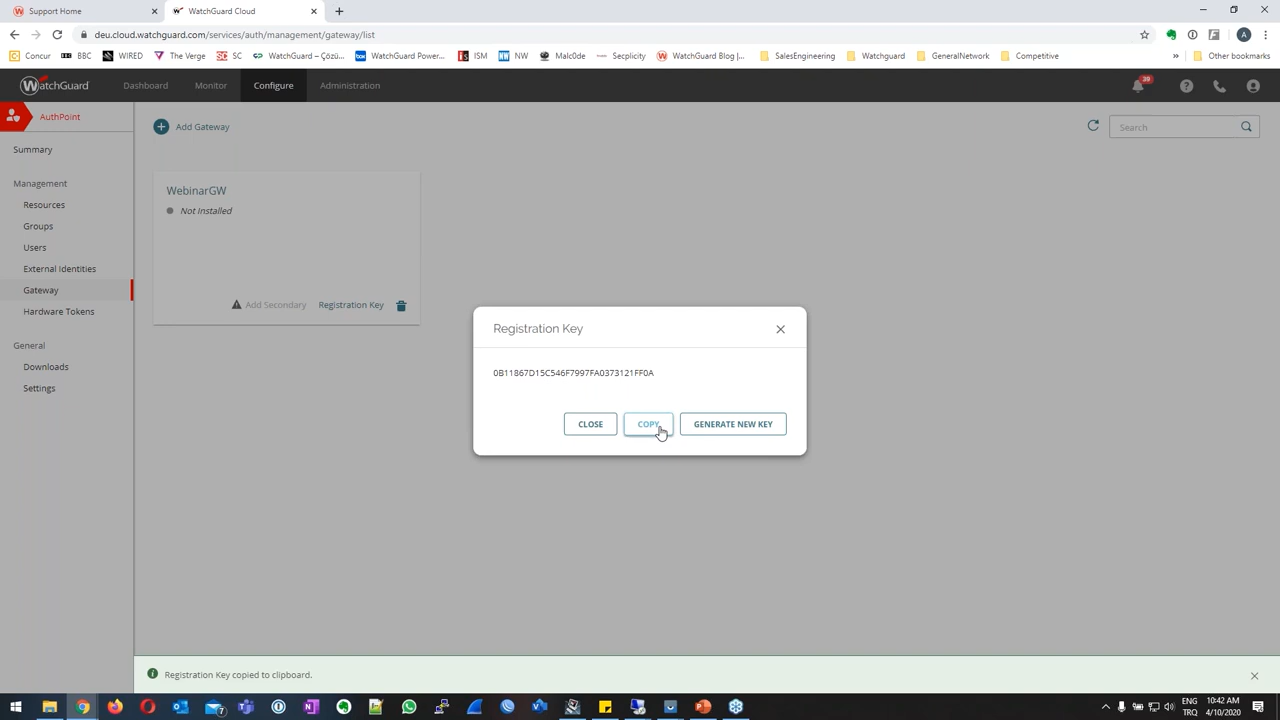 Support Home
WatchGuard Cloud
deu.cloud.watchguard.com/services/auth/management/gateway/list
Concur
BBC
WIRED
The Verge
SC
WatchGuard – Çözü...
WatchGuard Power...
ISM
NW
Malc0de
Secplicity
WatchGuard Blog |...
SalesEngineering
Watchguard
GeneralNetwork
Competitive
»
Other bookmarks
WatchGuard
Dashboard
Monitor
Configure
Administration
39
AuthPoint
Summary
Management
Resources
Groups
Users
External Identities
Gateway
Hardware Tokens
General
Downloads
Settings
Add Gateway
Search
WebinarGW
Not Installed
Add Secondary
Registration Key
Registration Key
0B11867D15C546F7997FA0373121FF0A
CLOSE
COPY
GENERATE NEW KEY
Registration Key copied to clipboard.
ENG
TRQ
10:42 AM
4/10/2020